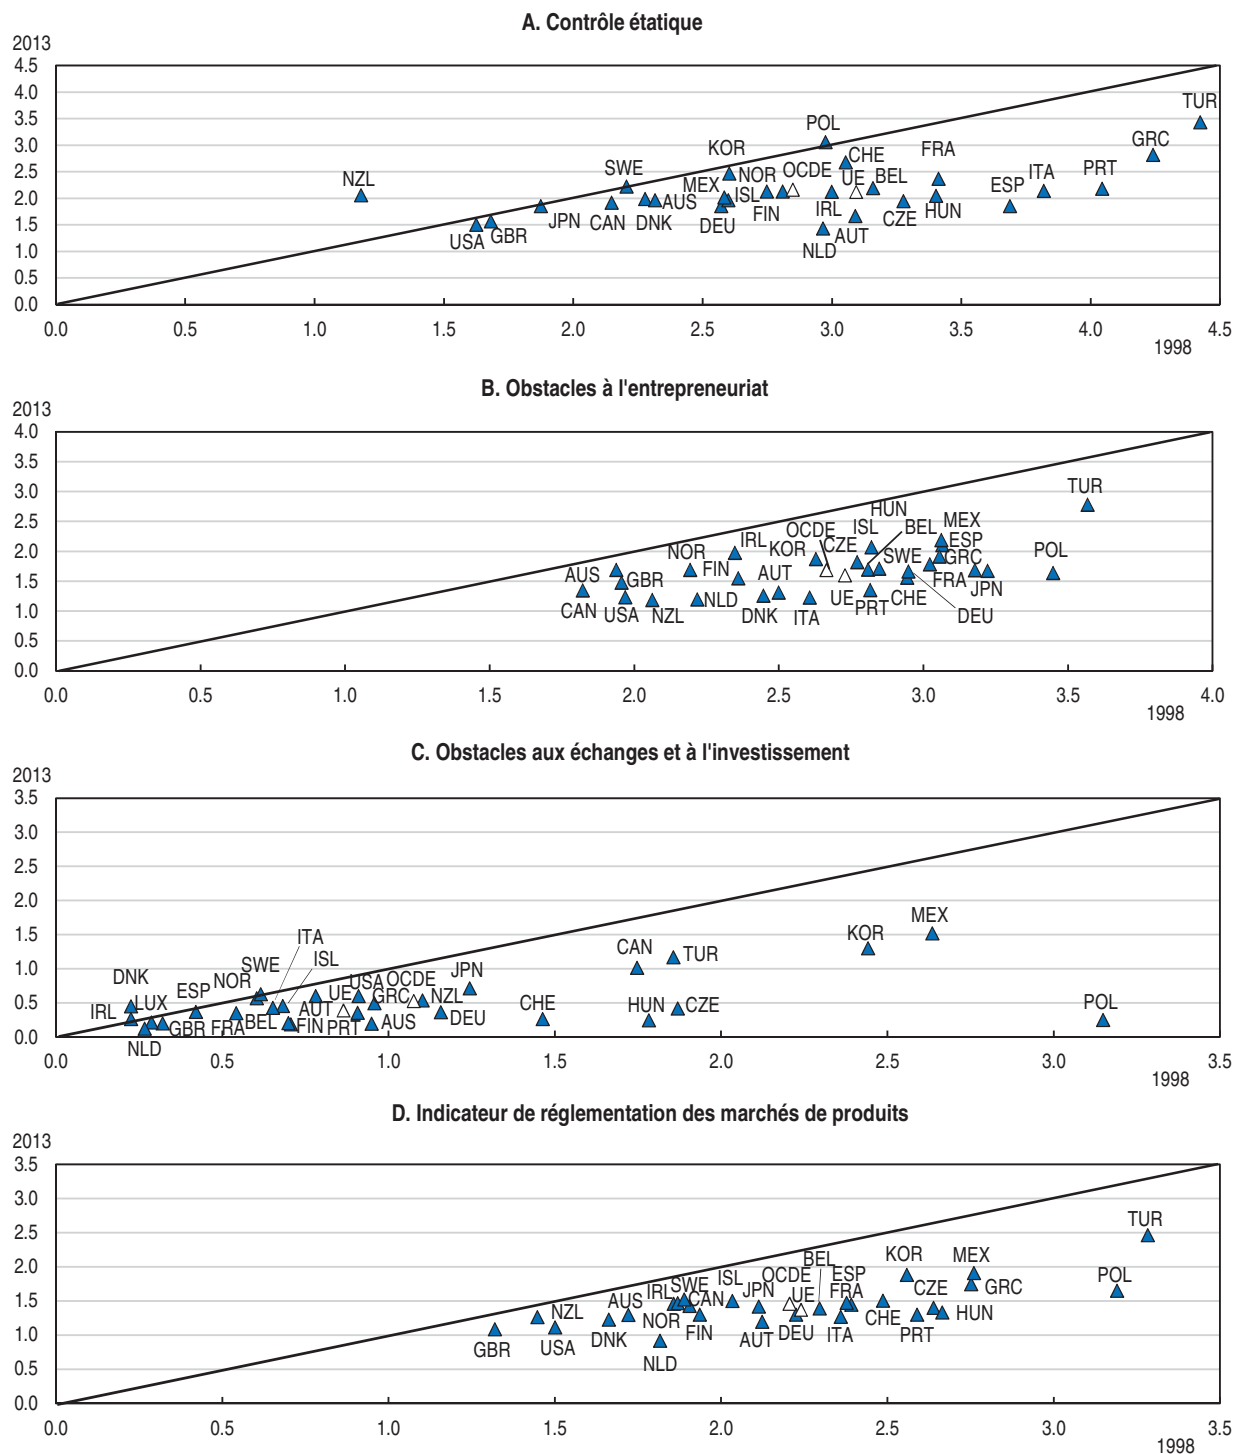 A. Contrôle étatique
2013
4.5
4.0
3.5
3.0
2.5
2.0
1.5
1.0
0.5
0.0
TUR
GRC
POL
FRA
CHE
KOR
SWE
NZL
MEX
NOR
OCDE
UE
BEL
ESP
ITA
PRT
ISL
AUS
JPN
CAN
DNK
DEU
FIN
IRL
CZE
HUN
USA
GBR
AUT
NLD
0.0 0.5 1.0 1.5 2.0 2.5 3.0 3.5 4.0 4.5
1998
B. Obstacles à l'entrepreneuriat
2013
4.0
3.5
3.0
2.5
2.0
1.5
1.0
0.5
0.0
TUR
HUN
MEX
OCDE
ISL
BEL
IRL
KOR
CZE
ESP
POL
NOR
SWE
GRC
AUS
GBR
FIN
AUT
FRA
JPN
CAN
USA
NZL
NLD
DNK
ITA
UE
PRT
CHE
DEU
0.0 0.5 1.0 1.5 2.0 2.5 3.0 3.5 4.0
1998
C. Obstacles aux échanges et à l'investissement
2013
3.5
3.0
2.5
2.0
1.5
1.0
0.5
0.0
MEX
KOR
ITA
CAN
TUR
ISL
SWE
JPN
DNK
NOR
USA
OCDE
ESP
UE
GRC
NZL
LUX
IRL
AUT
CHE
HUN
CZE
POL
GBR
FRA
BEL
FIN
PRT
AUS
DEU
NLD
0.0 0.5 1.0 1.5 2.0 2.5 3.0 3.5
1998
D. Indicateur de réglementation des marchés de produits
2013
3.5
3.0
2.5
2.0
1.5
1.0
0.5
0.0
TUR
BEL
KOR
MEX
OCDE
ESP
POL
ISL
SWE
IRL
JPN
UE
FRA
CZE
GRC
AUS
CAN
NZL
NOR
HUN
CHE
GBR
USA
DNK
FIN
AUT
DEU
ITA
PRT
NLD
0.0 0.5 1.0 1.5 2.0 2.5 3.0 3.5
1998